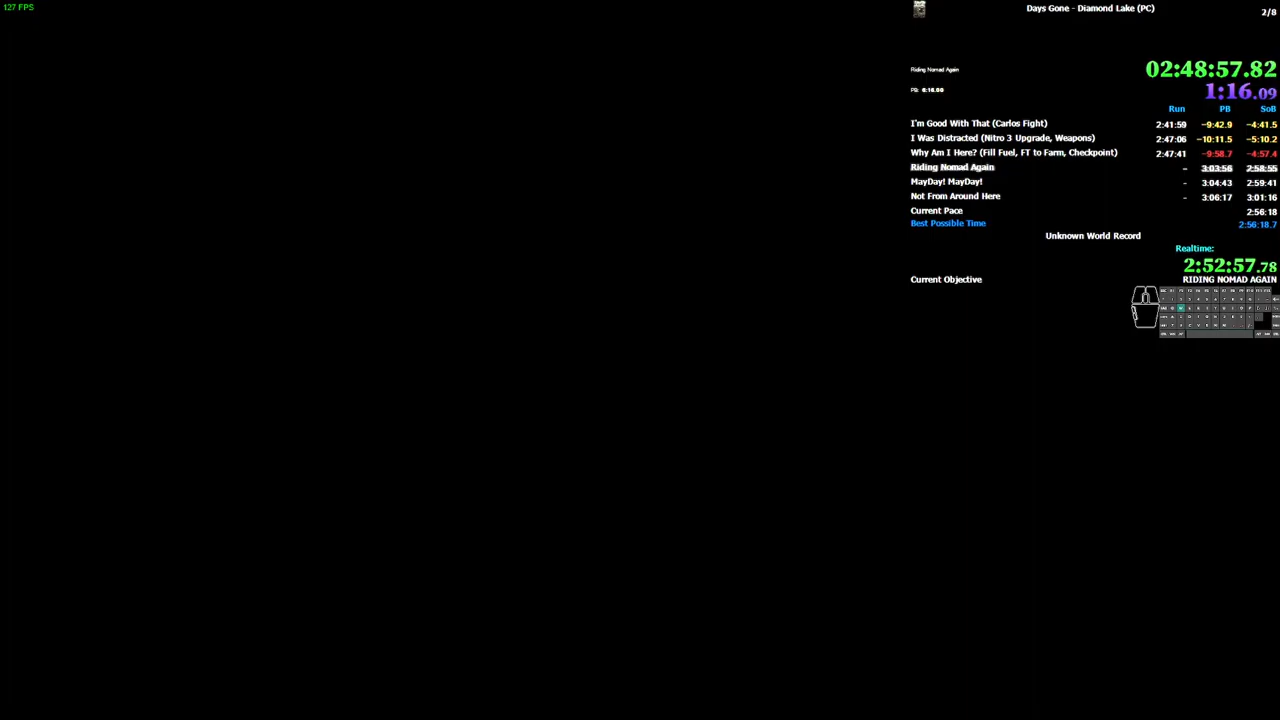 127 FPS
Days Gone - Diamond Lake (PC)
2/8
Riding Nomad Again
02:48:57.82
PB: 6:16.00
1:16.09
Run PB SoB
I'm Good With That (Carlos Fight) 2:41:59 −9:42.9 −4:41.5
I Was Distracted (Nitro 3 Upgrade, Weapons) 2:47:06 −10:11.5 −5:10.2
Why Am I Here? (Fill Fuel, FT to Farm, Checkpoint) 2:47:41 −9:58.7 −4:57.4
Riding Nomad Again - 3:03:56 2:58:55
MayDay! MayDay! - 3:04:43 2:59:41
Not From Around Here - 3:06:17 3:01:16
Current Pace 2:56:18
Best Possible Time 2:56:18.7
Unknown World Record
Realtime:
2:52:57.78
Current Objective RIDING NOMAD AGAIN